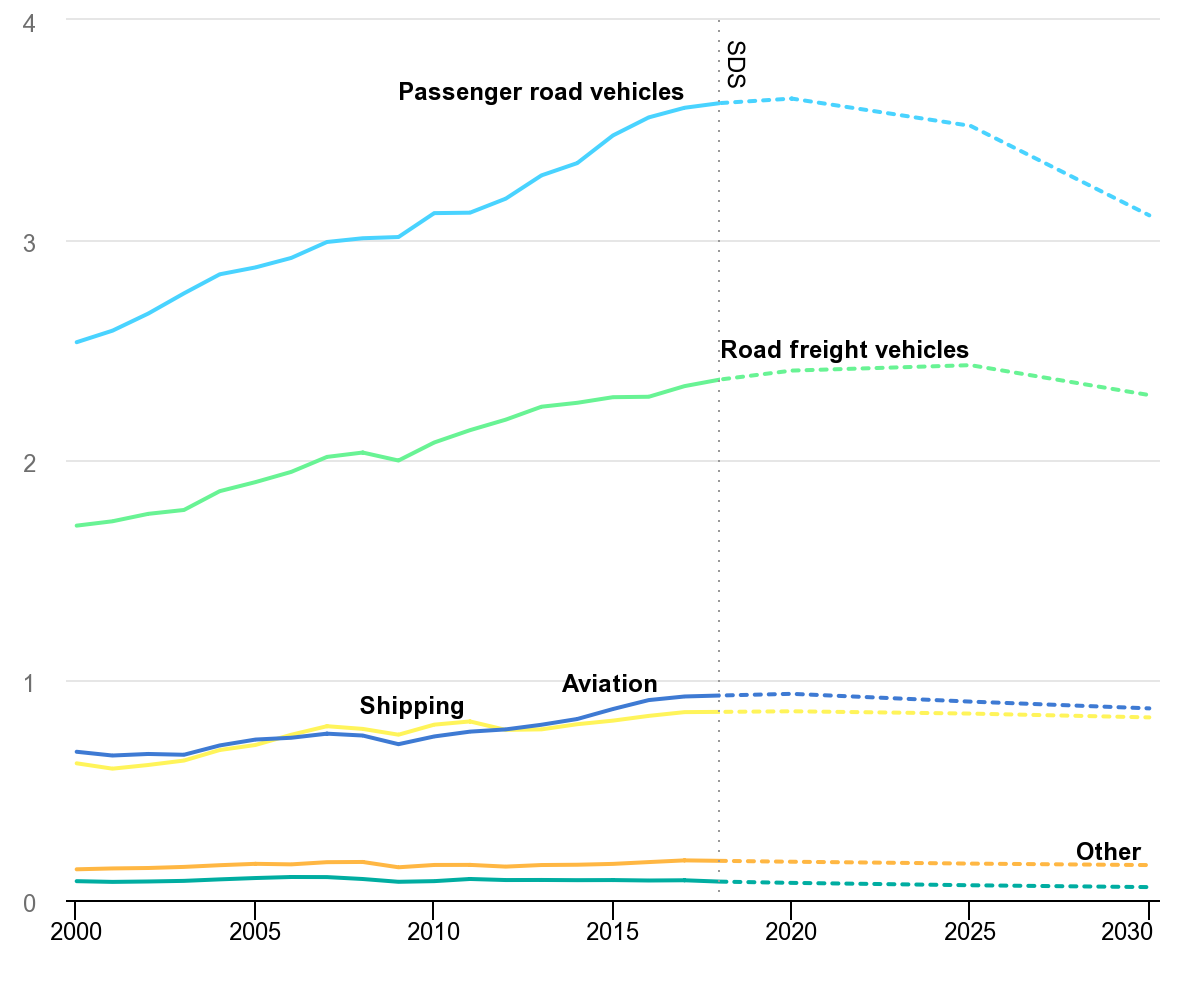 4
SDS
Passenger road vehicles
3
Road freight vehicles
2
1
Aviation
Shipping
Other
0
2000 2005 2010 2015 2020 2025 2030